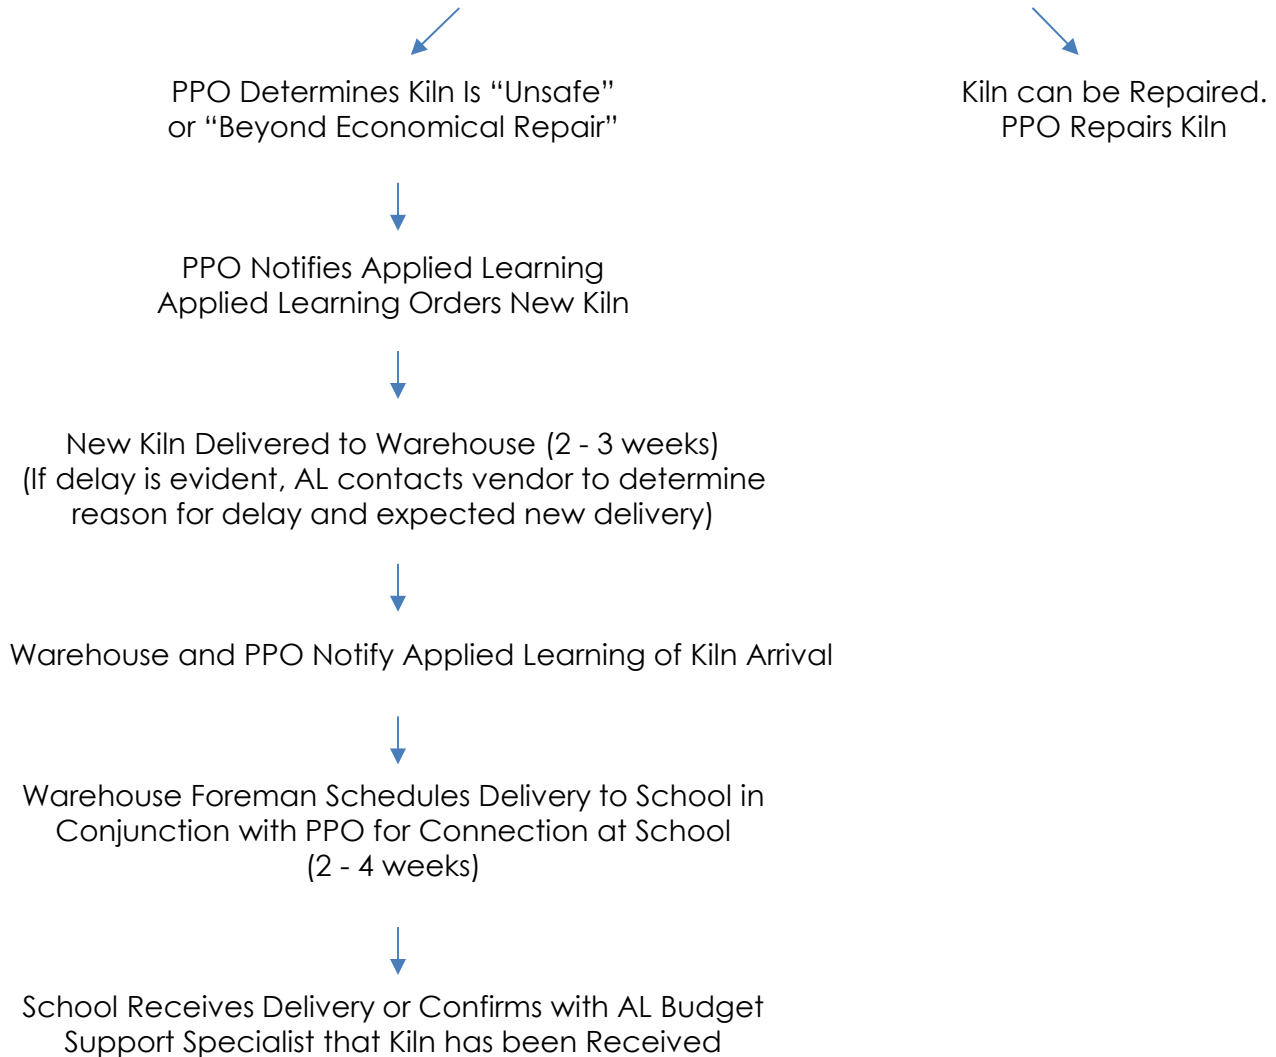 PPO Determines Kiln Is “Unsafe”
or “Beyond Economical Repair”
Kiln can be Repaired.
PPO Repairs Kiln
PPO Notifies Applied Learning
Applied Learning Orders New Kiln
New Kiln Delivered to Warehouse (2 - 3 weeks)
(If delay is evident, AL contacts vendor to determine
reason for delay and expected new delivery)
Warehouse and PPO Notify Applied Learning of Kiln Arrival
Warehouse Foreman Schedules Delivery to School in
Conjunction with PPO for Connection at School
(2 - 4 weeks)
School Receives Delivery or Confirms with AL Budget
Support Specialist that Kiln has been Received